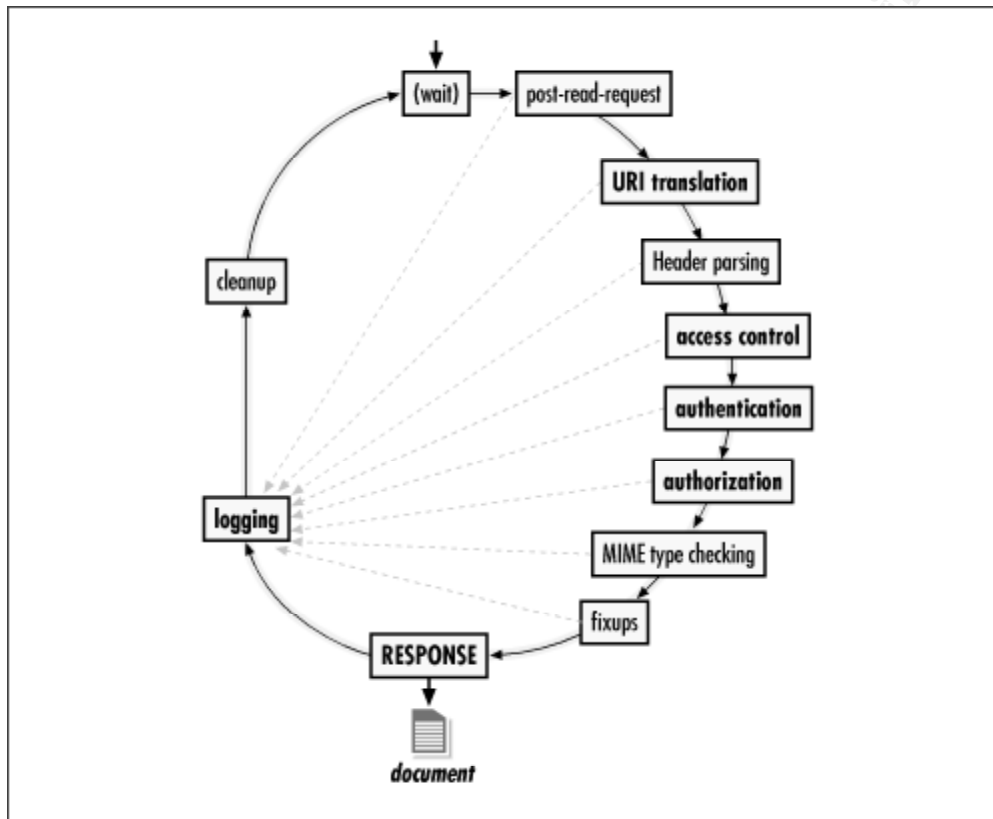 (wait)
post-read-request
URI translation
Header parsing
access control
authentication
authorization
MIME type checking
fixups
RESPONSE
document
logging
cleanup